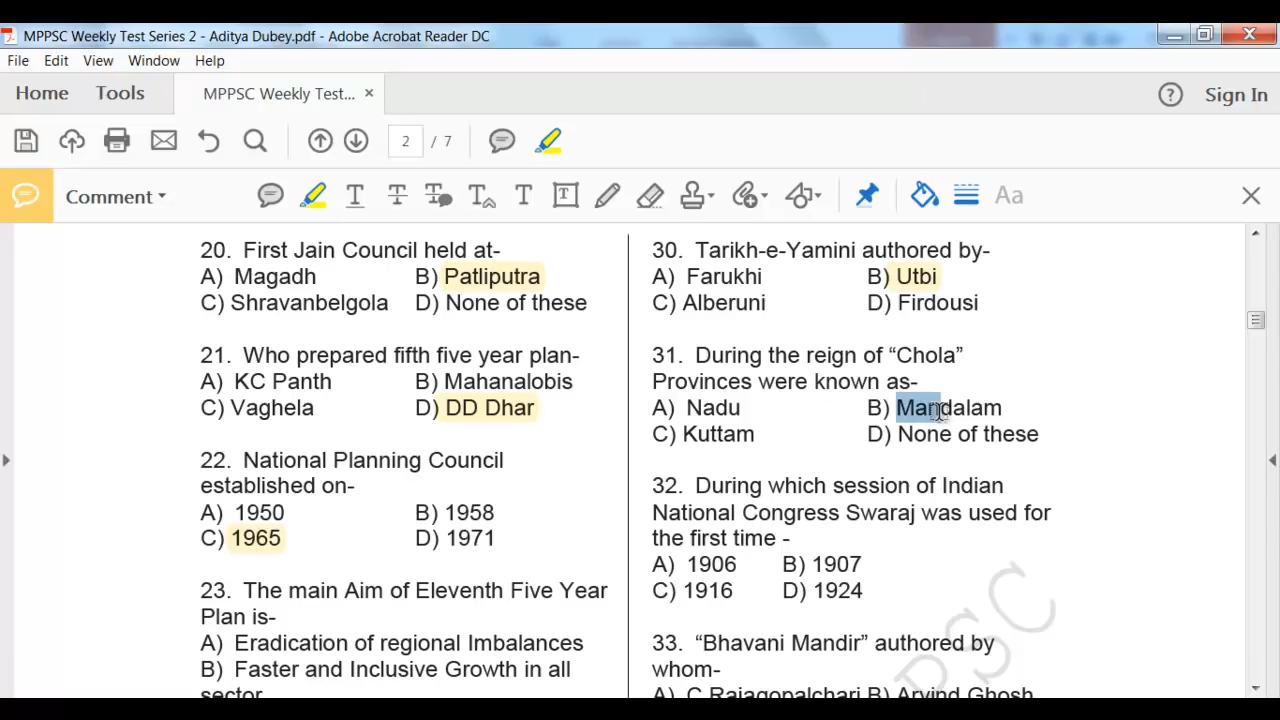 MPPSC Weekly Test Series 2 - Aditya Dubey.pdf - Adobe Acrobat Reader DC
File Edit View Window Help
Home Tools MPPSC Weekly Test... × ? Sign In
2 / 7
Comment
20. First Jain Council held at-
A) Magadh B) Patliputra
C) Shravanbelgola D) None of these
21. Who prepared fifth five year plan-
A) KC Panth B) Mahanalobis
C) Vaghela D) DD Dhar
22. National Planning Council
established on-
A) 1950 B) 1958
C) 1965 D) 1971
23. The main Aim of Eleventh Five Year
Plan is-
A) Eradication of regional Imbalances
B) Faster and Inclusive Growth in all
sector
30. Tarikh-e-Yamini authored by-
A) Farukhi B) Utbi
C) Alberuni D) Firdousi
31. During the reign of “Chola”
Provinces were known as-
A) Nadu B) Mandalam
C) Kuttam D) None of these
32. During which session of Indian
National Congress Swaraj was used for
the first time -
A) 1906 B) 1907
C) 1916 D) 1924
33. “Bhavani Mandir” authored by
whom-
A) C Rajagopalchari B) Arvind Ghosh
PSC